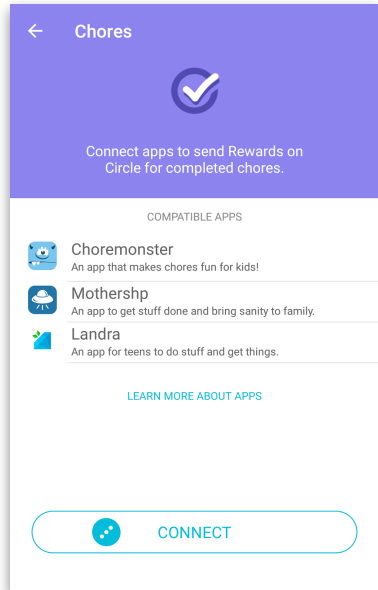 Chores
Connect apps to send Rewards on
Circle for completed chores.
COMPATIBLE APPS
Choremonster
An app that makes chores fun for kids!
Mothershp
An app to get stuff done and bring sanity to family.
Landra
An app for teens to do stuff and get things.
LEARN MORE ABOUT APPS
CONNECT